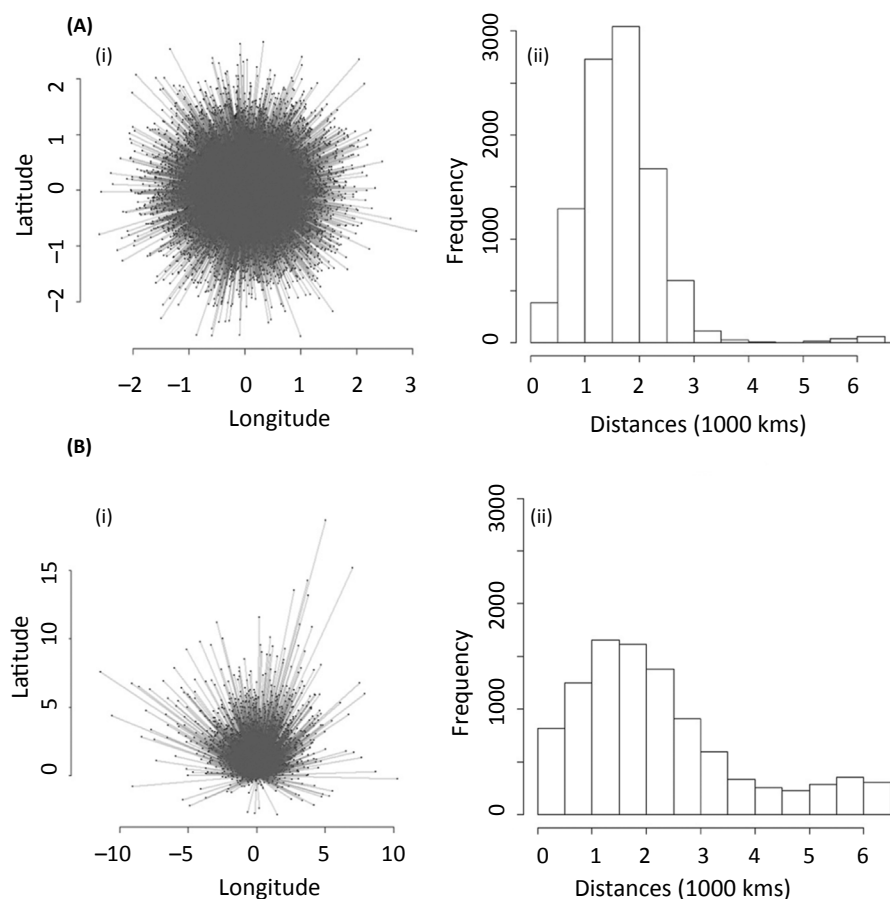 (A)
(i)
2
1
0
−1
−2
Latitude
−2 −1 0 1 2 3
Longitude
(ii)
3000
2000
1000
0
Frequency
0 1 2 3 4 5 6
Distances (1000 kms)
(B)
(i)
15
10
5
0
Latitude
−10 −5 0 5 10
Longitude
(ii)
3000
2000
1000
0
Frequency
0 1 2 3 4 5 6
Distances (1000 kms)